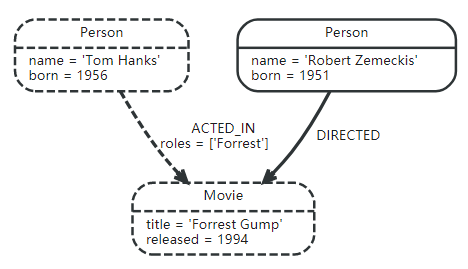 Person
name = 'Tom Hanks'
born = 1956
Person
name = 'Robert Zemeckis'
born = 1951
ACTED_IN
roles = ['Forrest']
DIRECTED
Movie
title = 'Forrest Gump'
released = 1994